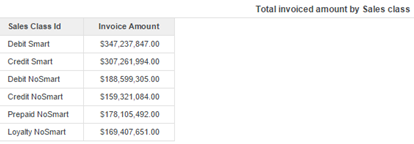 Total invoiced amount by Sales class
Sales Class Id Invoice Amount
Debit Smart $347,237,847.00
Credit Smart $307,261,994.00
Debit NoSmart $188,599,305.00
Credit NoSmart $159,321,084.00
Prepaid NoSmart $178,105,492.00
Loyalty NoSmart $169,407,651.00